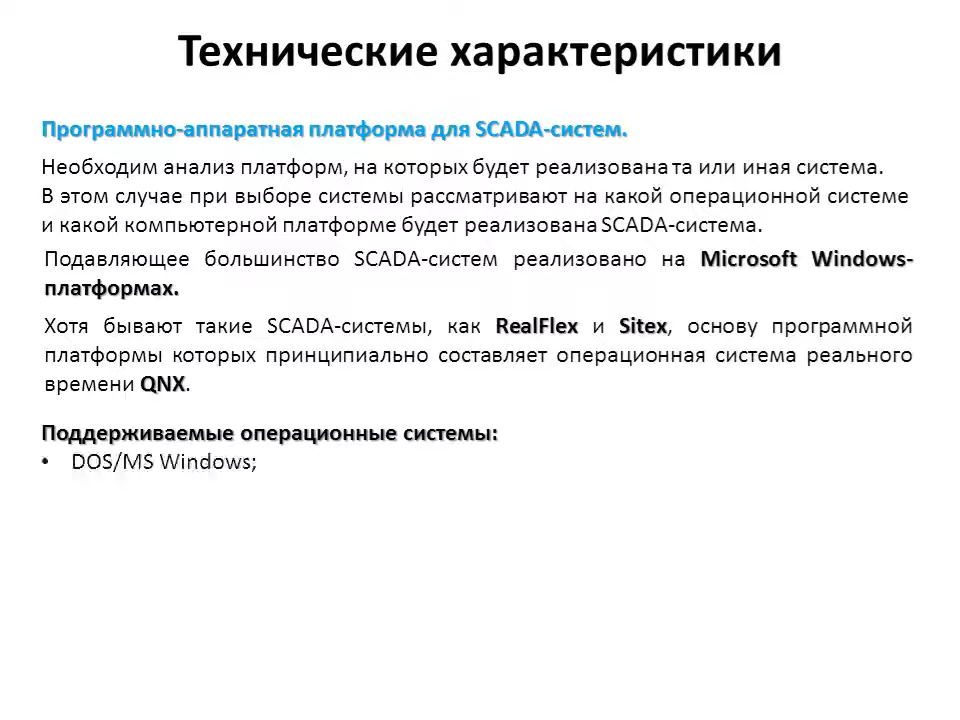 Технические характеристики
Программно-аппаратная платформа для SCADA-систем.
Необходим анализ платформ, на которых будет реализована та или иная система.
В этом случае при выборе системы рассматривают на какой операционной системе
и какой компьютерной платформе будет реализована SCADA-система.
Подавляющее большинство SCADA-систем реализовано на Microsoft Windows-
платформах.
Хотя бывают такие SCADA-системы, как RealFlex и Sitex, основу программной
платформы которых принципиально составляет операционная система реального
времени QNX.
Поддерживаемые операционные системы:
• DOS/MS Windows;